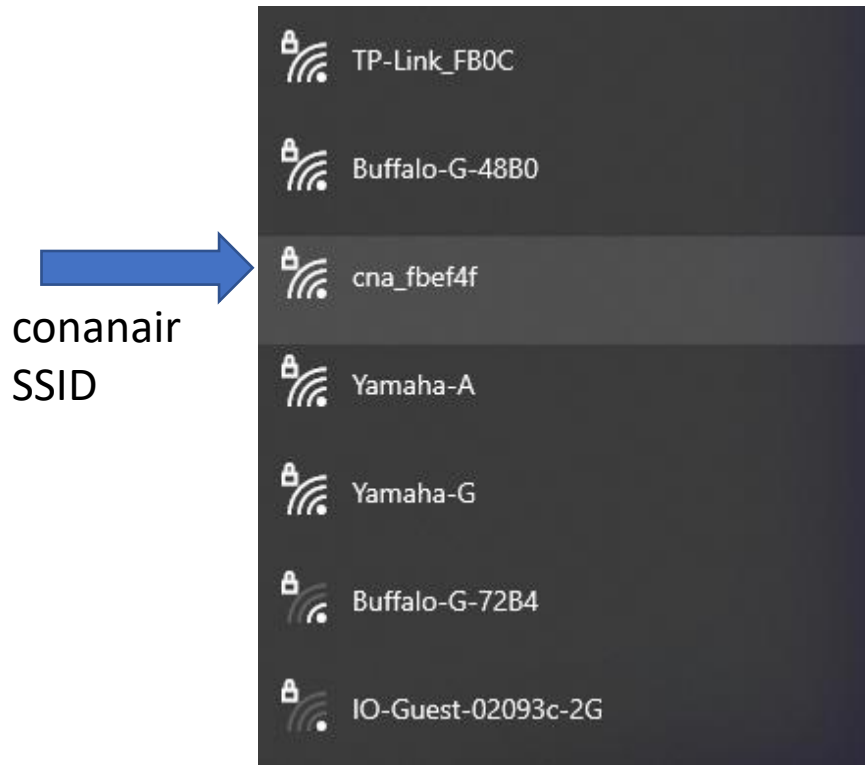 TP-Link_FB0C
Buffalo-G-48B0
cna_fbef4f
conanair
SSID
Yamaha-A
Yamaha-G
Buffalo-G-72B4
IO-Guest-02093c-2G